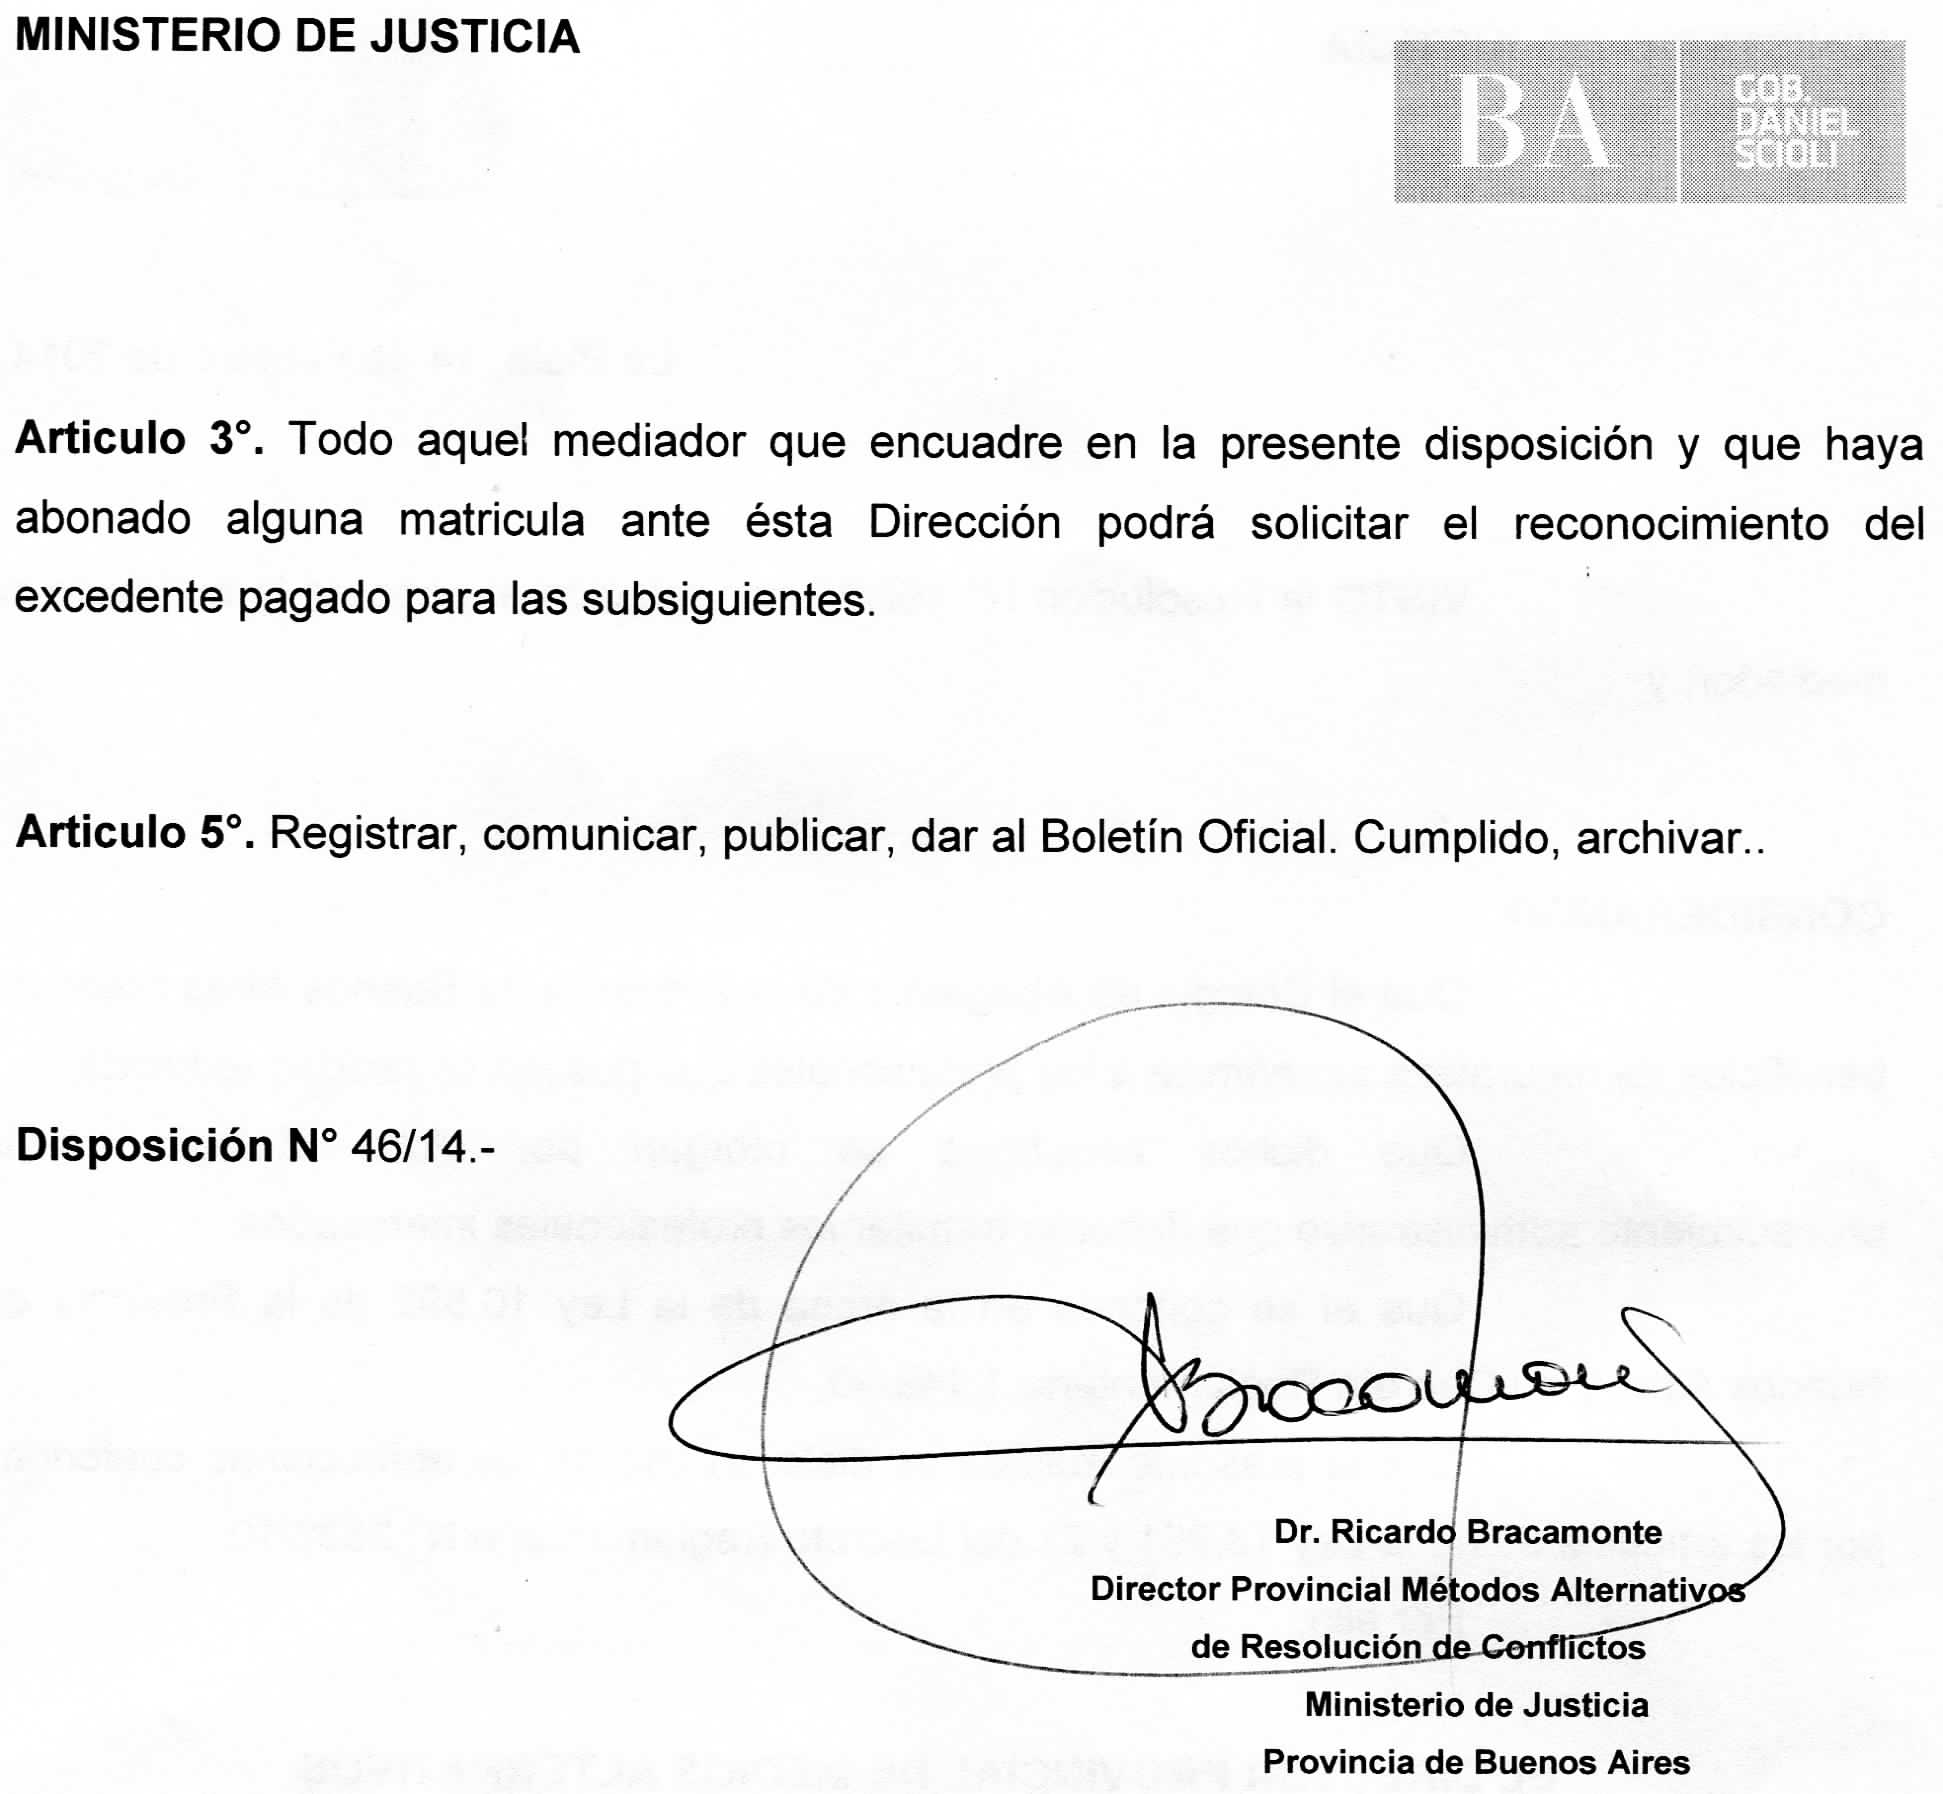 MINISTERIO DE JUSTICIA
BA
GOB.
DANIEL
SCIOLI
Articulo 3°. Todo aquel mediador que encuadre en la presente disposición y que haya
abonado alguna matricula ante ésta Dirección podrá solicitar el reconocimiento del
excedente pagado para las subsiguientes.
Articulo 5°. Registrar, comunicar, publicar, dar al Boletín Oficial. Cumplido, archivar..
Disposición N° 46/14.-
Dr. Ricardo Bracamonte
Director Provincial Métodos Alternativos
de Resolución de Conflictos
Ministerio de Justicia
Provincia de Buenos Aires